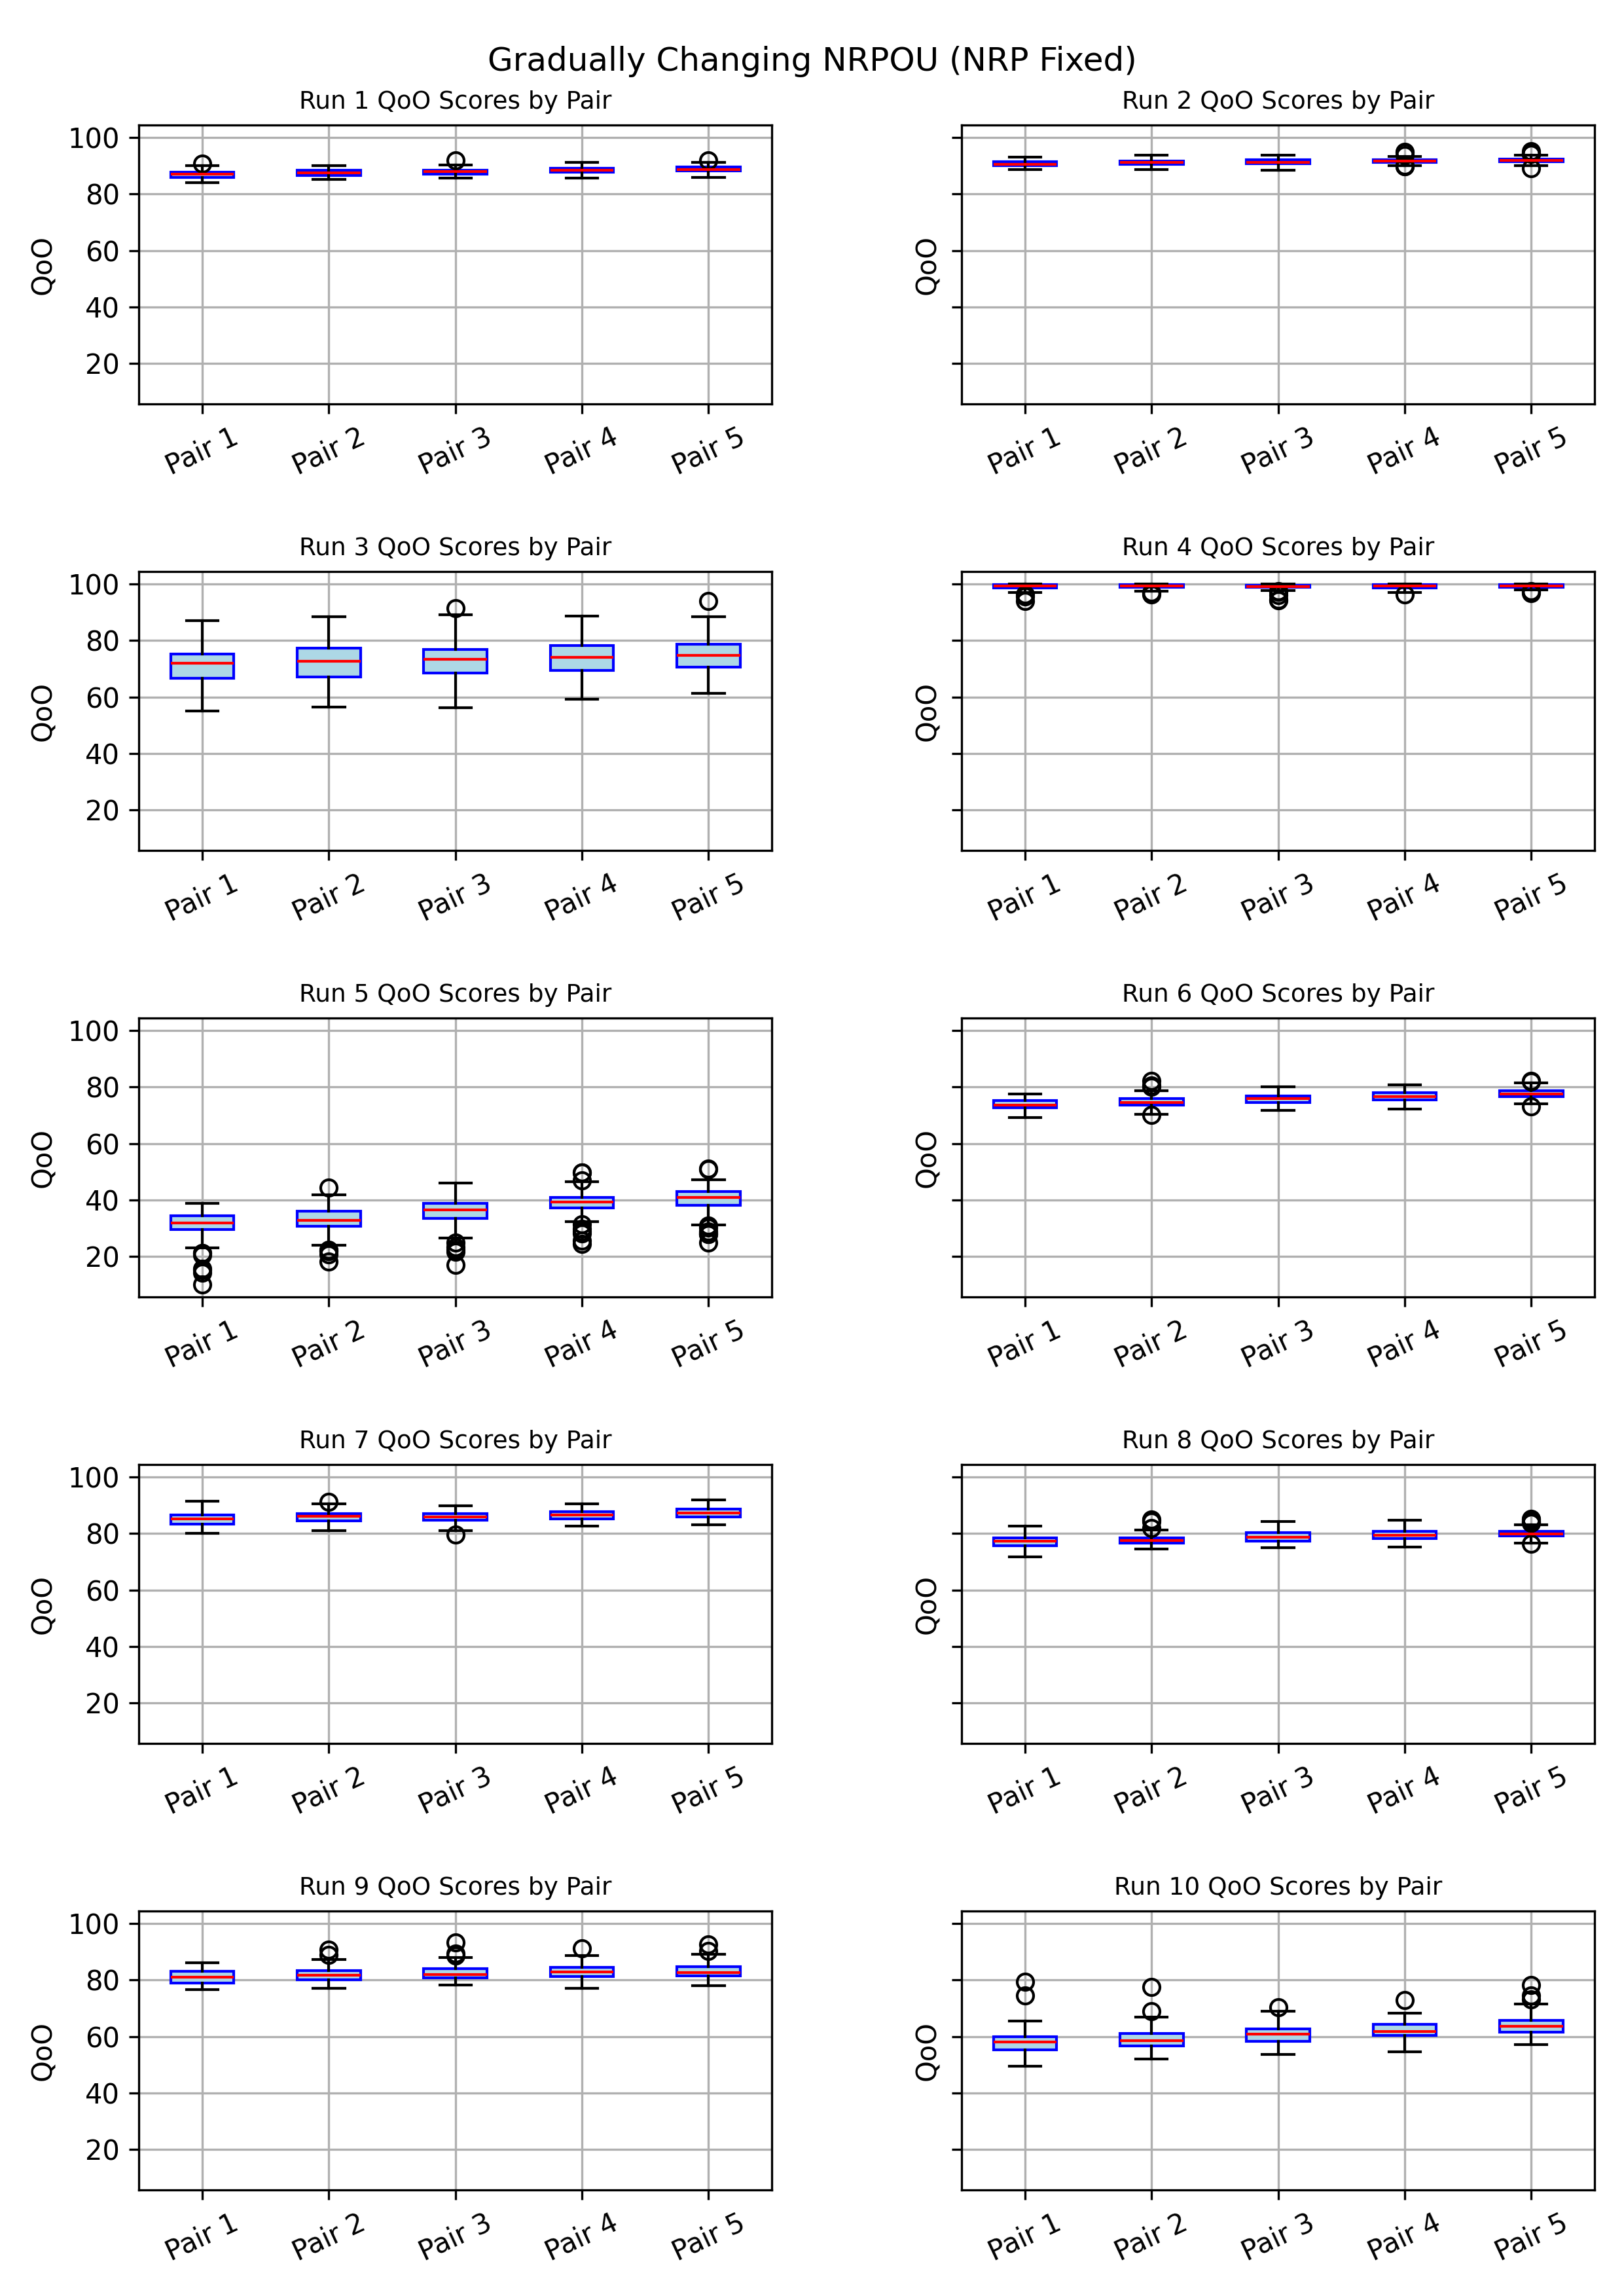 Gradually Changing NRPOU (NRP Fixed)
Run 1 QoO Scores by Pair
100
80
60
40
20
QoO
Pair 1 Pair 2 Pair 3 Pair 4 Pair 5
Run 2 QoO Scores by Pair
QoO
Pair 1 Pair 2 Pair 3 Pair 4 Pair 5
Run 3 QoO Scores by Pair
100
80
60
40
20
QoO
Pair 1 Pair 2 Pair 3 Pair 4 Pair 5
Run 4 QoO Scores by Pair
QoO
Pair 1 Pair 2 Pair 3 Pair 4 Pair 5
Run 5 QoO Scores by Pair
100
80
60
40
20
QoO
Pair 1 Pair 2 Pair 3 Pair 4 Pair 5
Run 6 QoO Scores by Pair
QoO
Pair 1 Pair 2 Pair 3 Pair 4 Pair 5
Run 7 QoO Scores by Pair
100
80
60
40
20
QoO
Pair 1 Pair 2 Pair 3 Pair 4 Pair 5
Run 8 QoO Scores by Pair
QoO
Pair 1 Pair 2 Pair 3 Pair 4 Pair 5
Run 9 QoO Scores by Pair
100
80
60
40
20
QoO
Pair 1 Pair 2 Pair 3 Pair 4 Pair 5
Run 10 QoO Scores by Pair
QoO
Pair 1 Pair 2 Pair 3 Pair 4 Pair 5